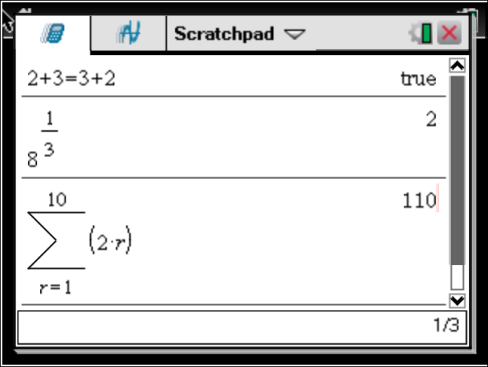 Scratchpad
2+3=3+2 true
8^(1/3) 2
10
∑ (2·r) 110
r=1
1/3